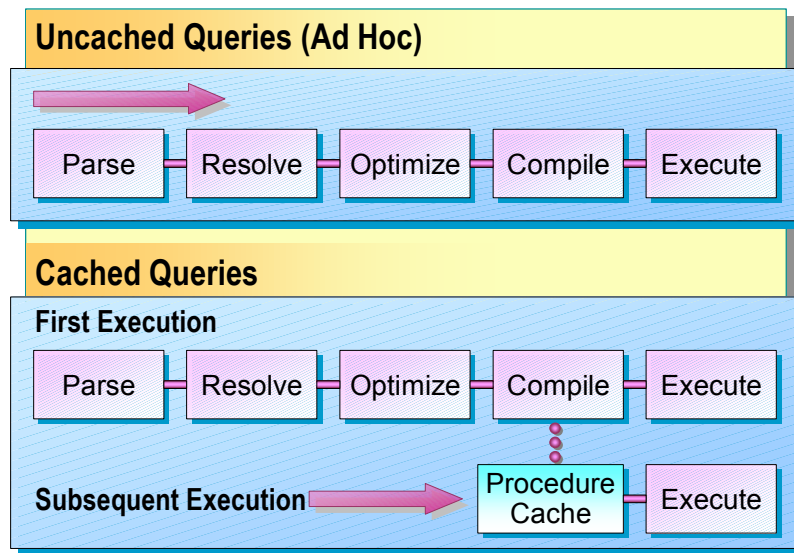 Uncached Queries (Ad Hoc)
Parse Resolve Optimize Compile Execute
Cached Queries
First Execution
Parse Resolve Optimize Compile Execute
Subsequent Execution
Procedure
Cache
Execute